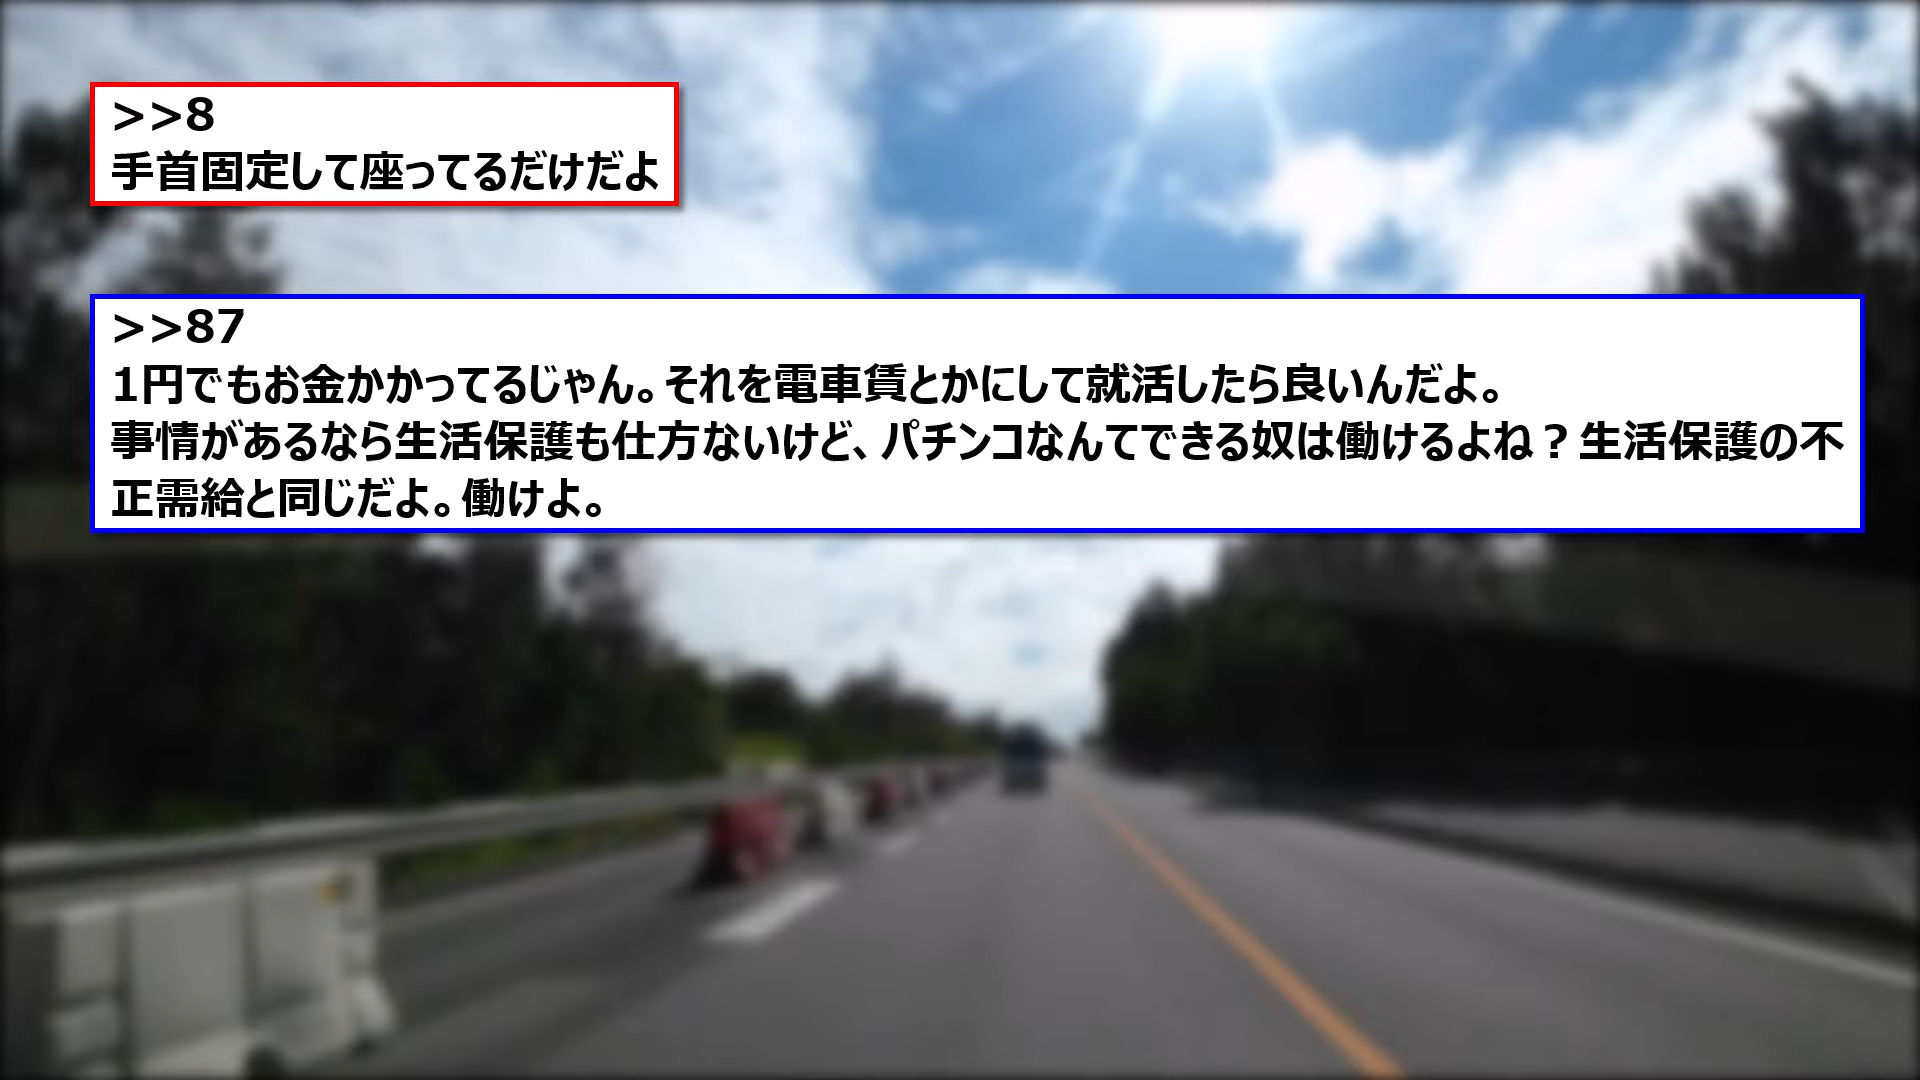 >>8
手首固定して座ってるだけだよ
>>87
1円でもお金かかってるじゃん。それを電車賃とかにして就活したら良いんだよ。
事情があるなら生活保護も仕方ないけど、パチンコなんてできる奴は働けるよね？生活保護の不
正需給と同じだよ。働けよ。